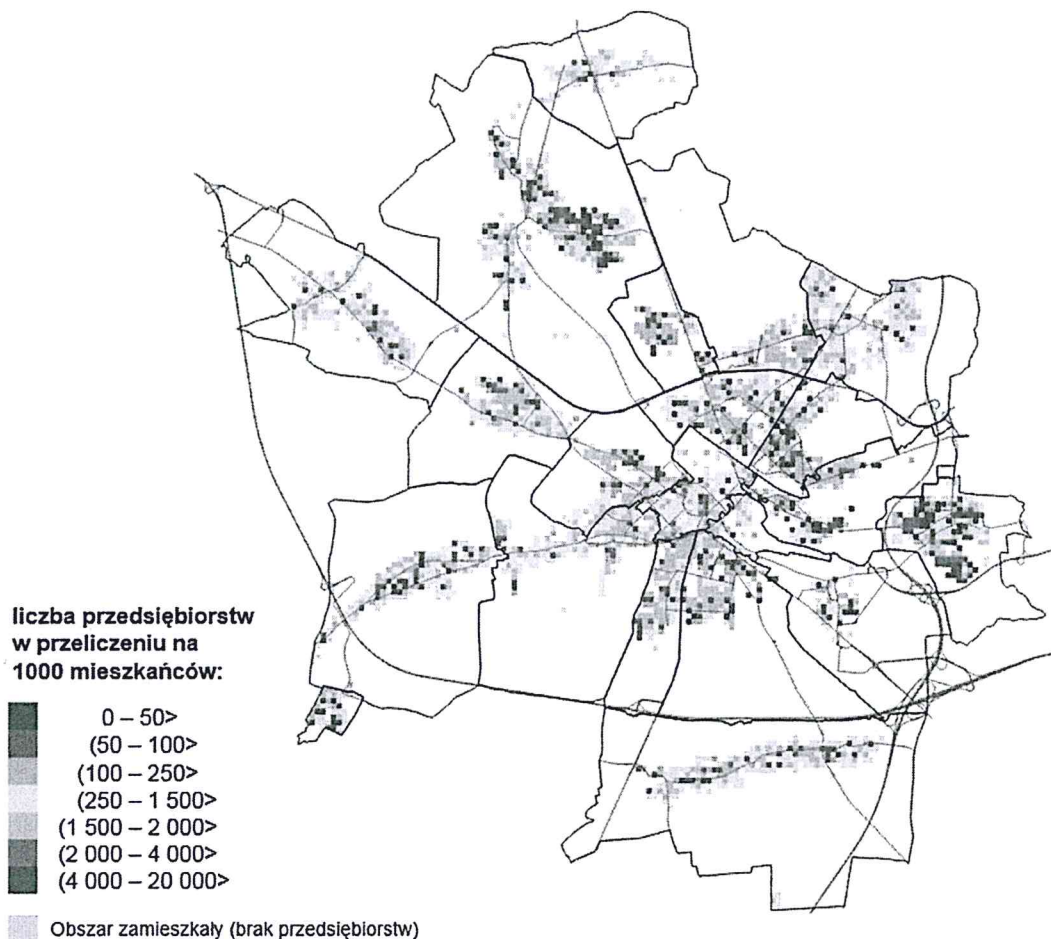 liczba przedsiębiorstw
w przeliczeniu na
1000 mieszkańców:
0 – 50>
(50 – 100>
(100 – 250>
(250 – 1 500>
(1 500 – 2 000>
(2 000 – 4 000>
(4 000 – 20 000>
Obszar zamieszkały (brak przedsiębiorstw)